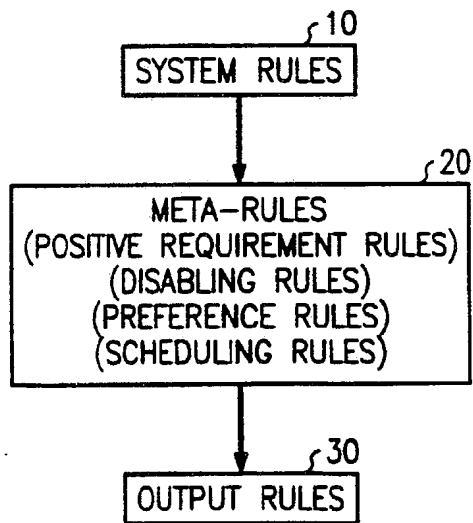 10
SYSTEM RULES
20
META-RULES
(POSITIVE REQUIREMENT RULES)
(DISABLING RULES)
(PREFERENCE RULES)
(SCHEDULING RULES)
30
OUTPUT RULES